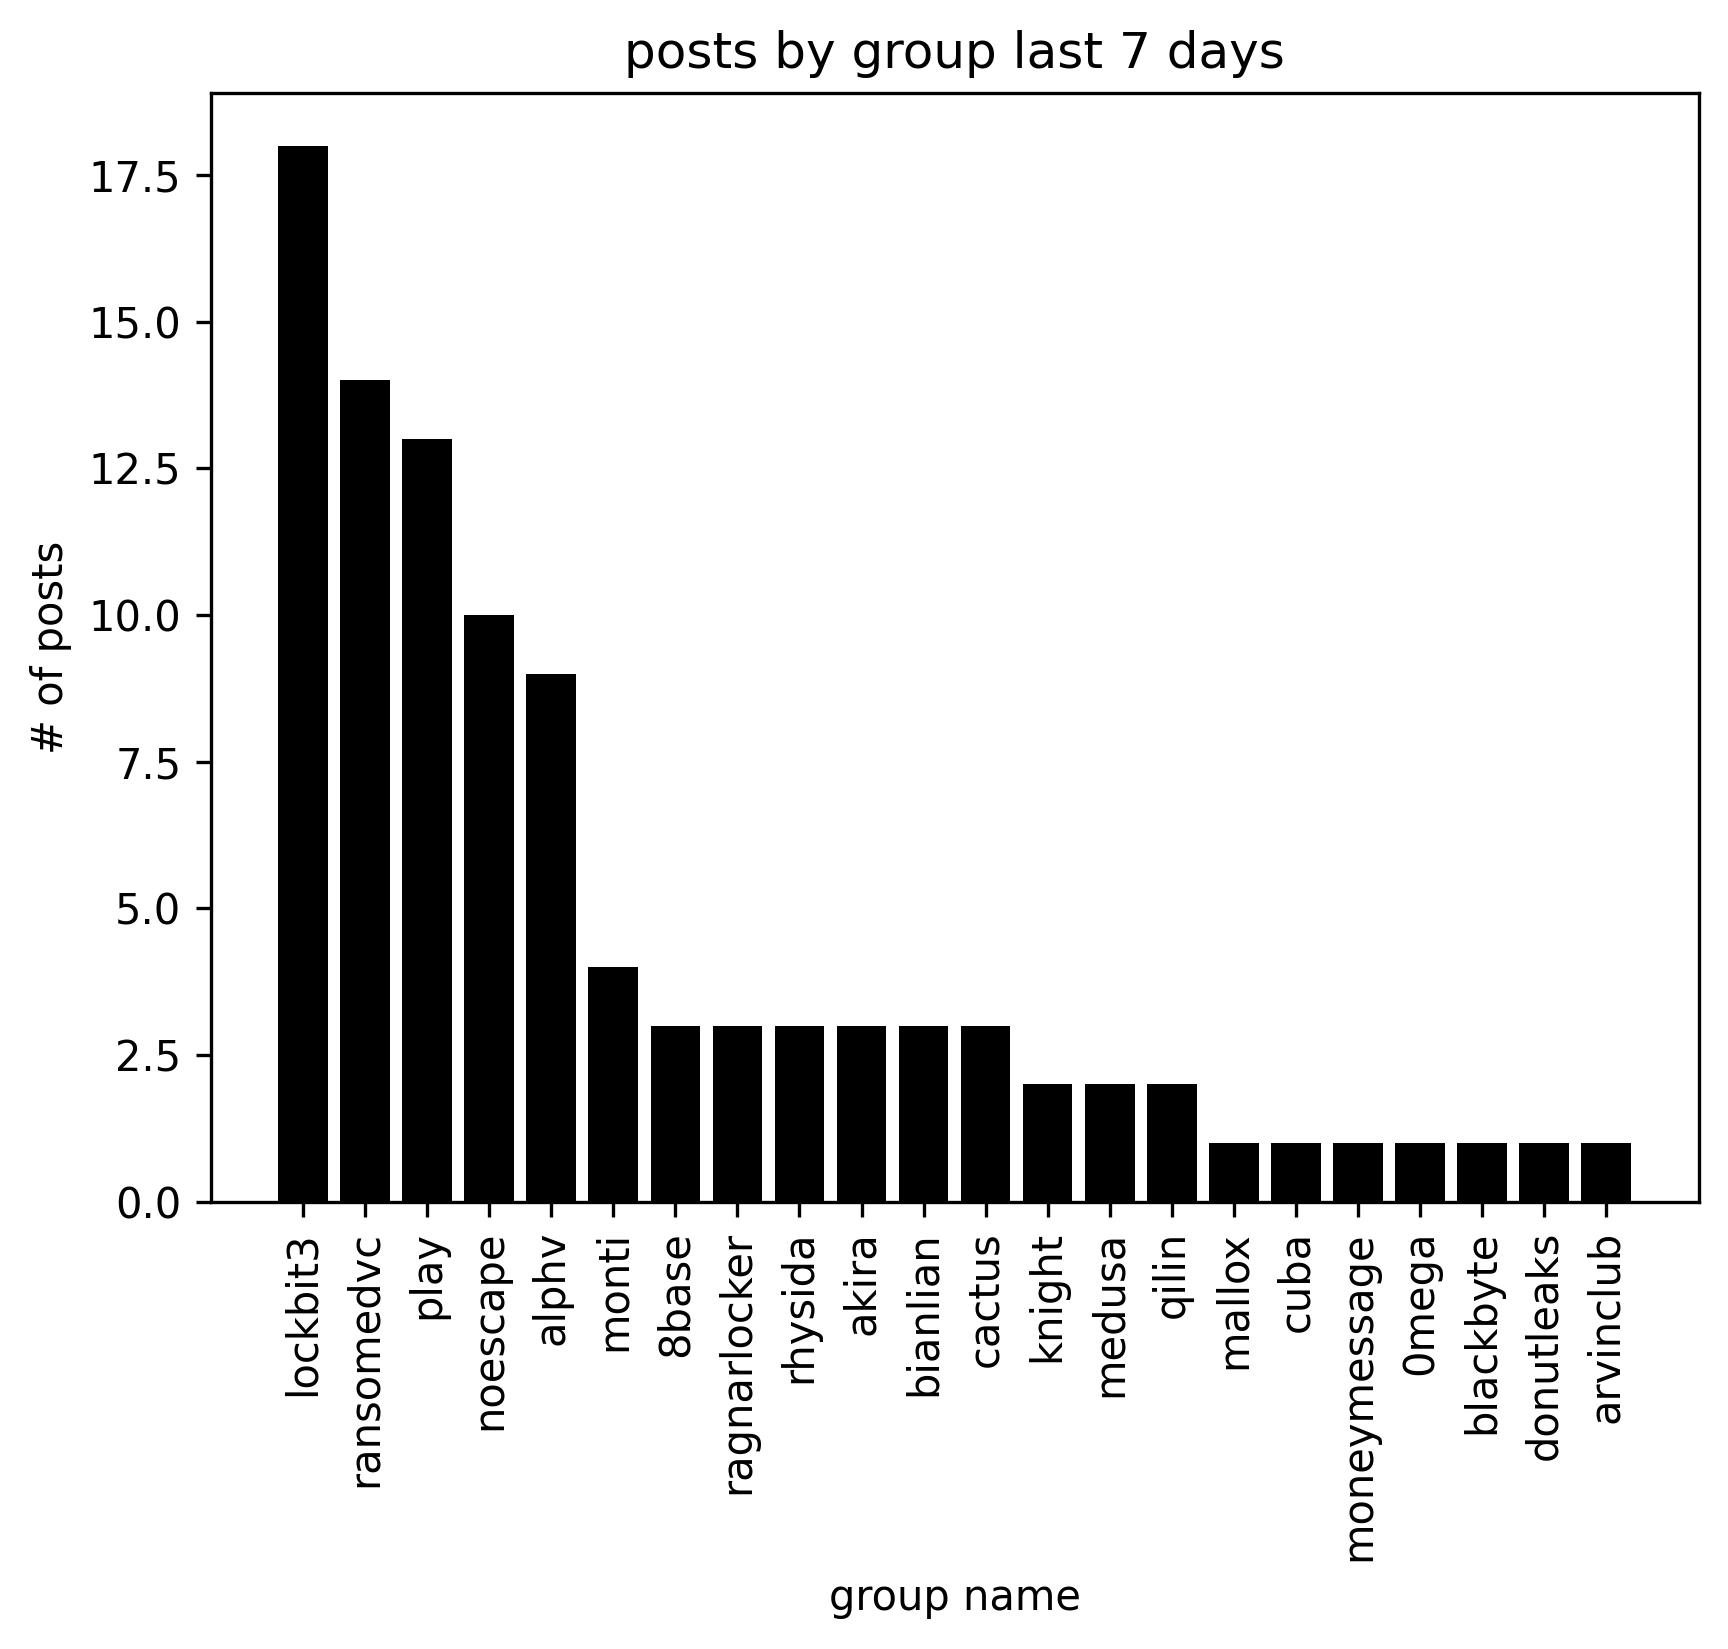 posts by group last 7 days
# of posts
17.5
15.0
12.5
10.0
7.5
5.0
2.5
0.0
lockbit3
ransomedvc
play
noescape
alphv
monti
8base
ragnarlocker
rhysida
akira
bianlian
cactus
knight
medusa
qilin
mallox
cuba
moneymessage
0mega
blackbyte
donutleaks
arvinclub
group name